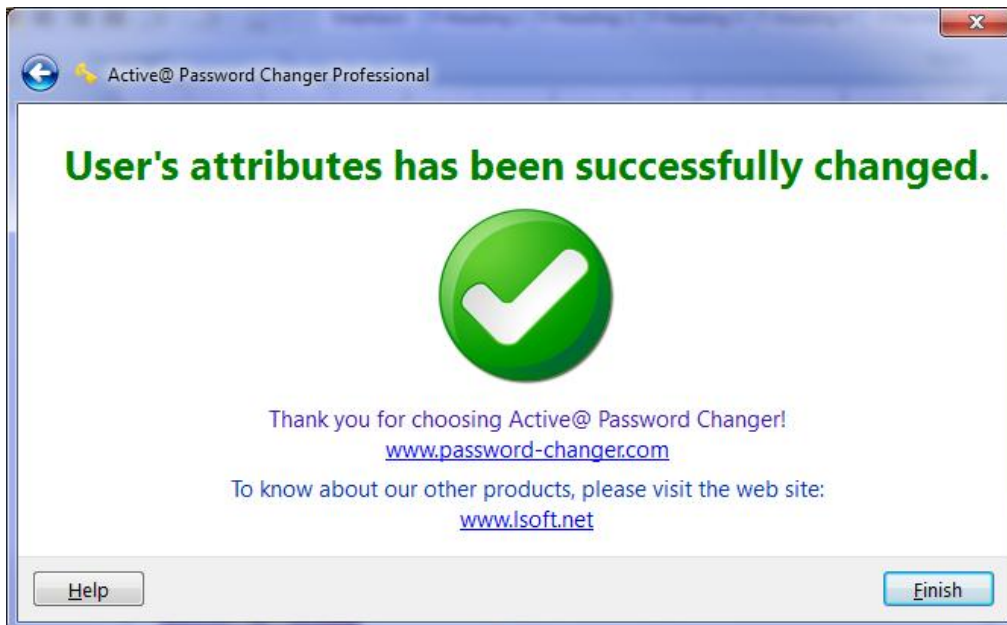 Active@ Password Changer Professional
User's attributes has been successfully changed.
Thank you for choosing Active@ Password Changer!
www.password-changer.com
To know about our other products, please visit the web site:
www.lsoft.net
Help
Finish